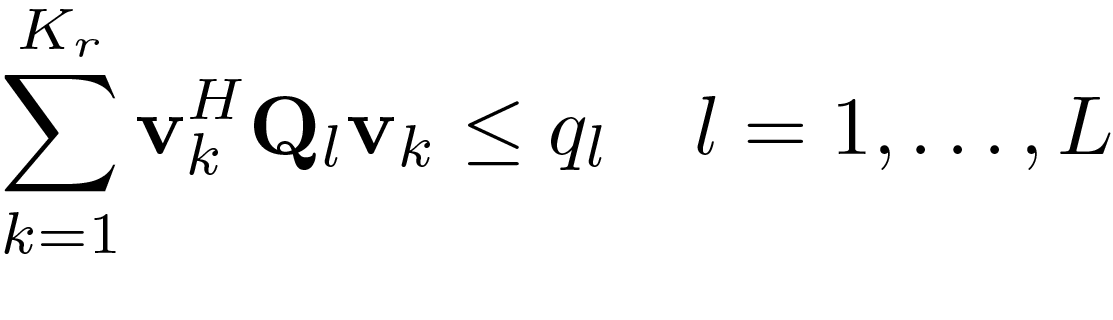 \sum_{k=1}^{K_r} \mathbf{v}_k^H \mathbf{Q}_l \mathbf{v}_k \leq q_l \quad l = 1, \ldots, L